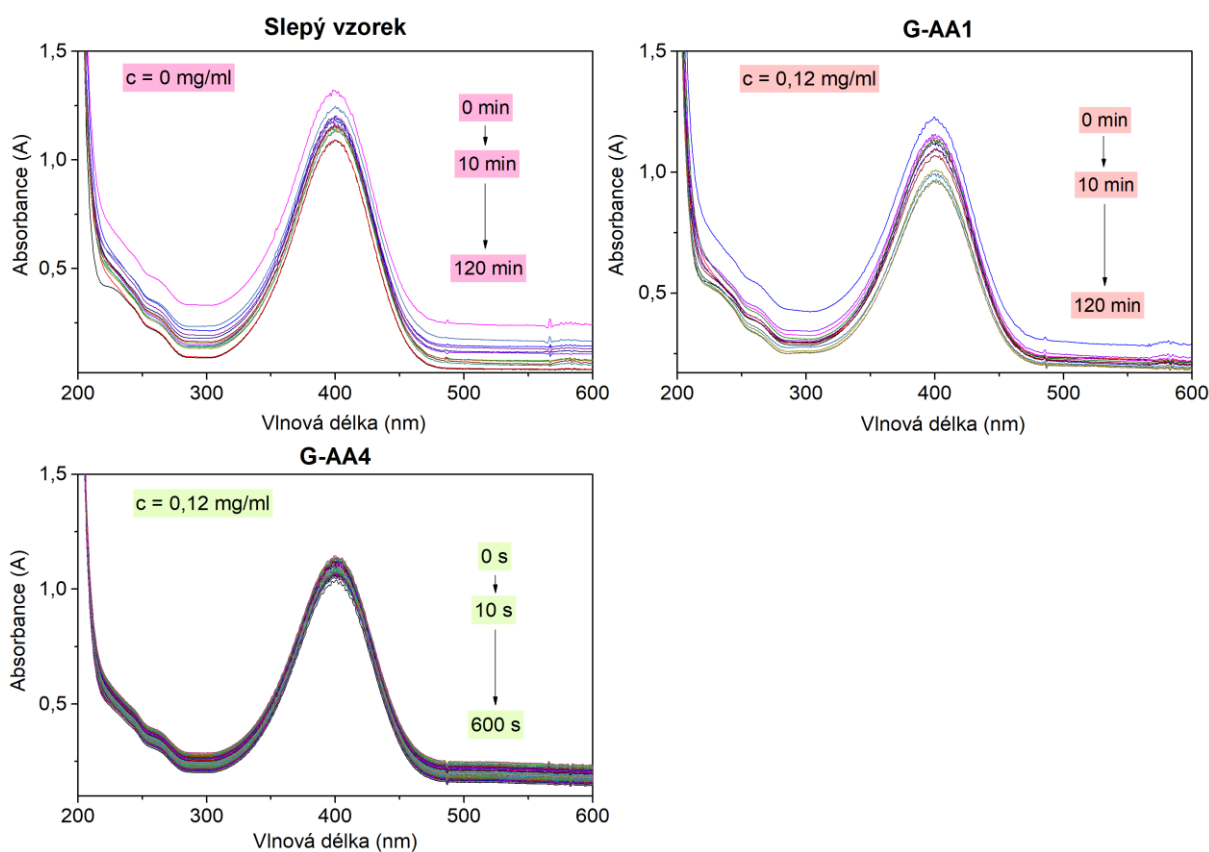 Slepý vzorek
1,5
c = 0 mg/ml
0 min
10 min
120 min
1,0
0,5
Absorbance (A)
200
300
400
500
600
Vlnová délka (nm)
G-AA1
1,5
c = 0,12 mg/ml
0 min
10 min
120 min
1,0
0,5
Absorbance (A)
200
300
400
500
600
Vlnová délka (nm)
G-AA4
1,5
c = 0,12 mg/ml
0 s
10 s
600 s
1,0
0,5
Absorbance (A)
200
300
400
500
600
Vlnová délka (nm)